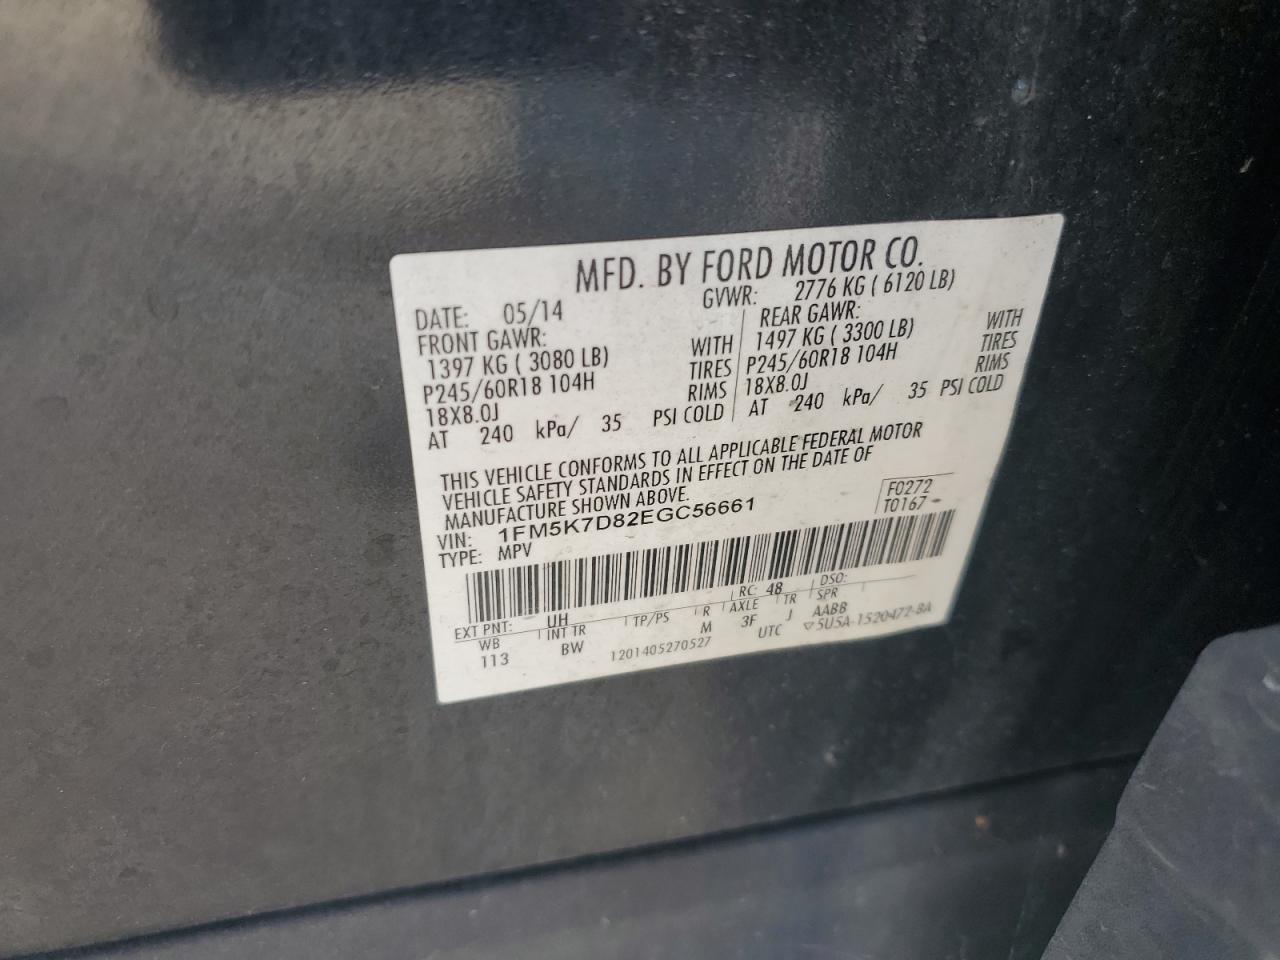 MFD. BY FORD MOTOR CO.
DATE: 05/14 GVWR: 2776 KG ( 6120 LB)
FRONT GAWR: REAR GAWR:
1397 KG ( 3080 LB) WITH 1497 KG ( 3300 LB) WITH
P245/60R18 104H TIRES P245/60R18 104H TIRES
18X8.0J RIMS 18X8.0J RIMS
AT 240 kPa/ 35 PSI COLD AT 240 kPa/ 35 PSI COLD
THIS VEHICLE CONFORMS TO ALL APPLICABLE FEDERAL MOTOR
VEHICLE SAFETY STANDARDS IN EFFECT ON THE DATE OF
MANUFACTURE SHOWN ABOVE.
F0272
VIN: 1FM5K7D82EGC56661 T0167
TYPE: MPV
EXT PNT: UH RC: 48 DSO:
WB INT TR TP/PS R AXLE TR SPR
113 BW M 3F J AABB
1201405270527 UTC ▽5U5A-1520472-BA